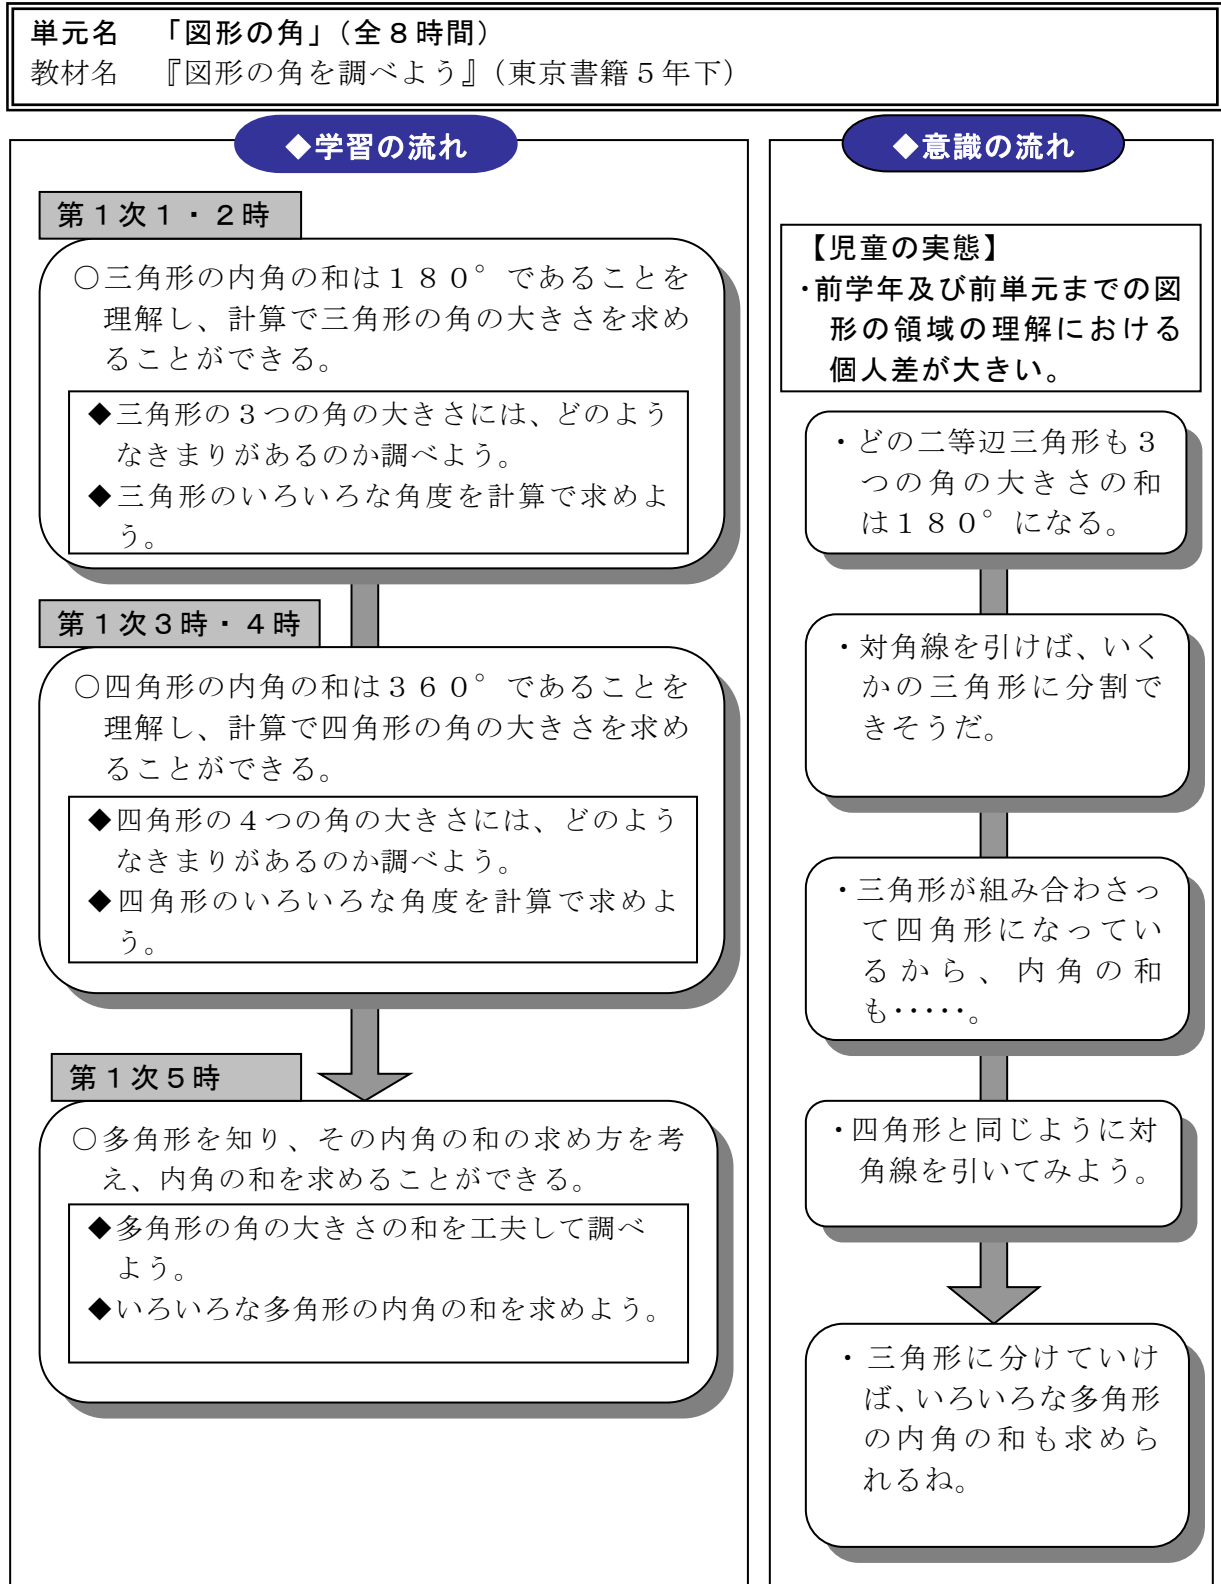 単元名　「図形の角」（全８時間）
教材名　『図形の角を調べよう』（東京書籍５年下）
◆学習の流れ
第１次１・２時
○三角形の内角の和は１８０°であることを
理解し、計算で三角形の角の大きさを求め
ることができる。
◆三角形の３つの角の大きさには、どのよう
なきまりがあるのか調べよう。
◆三角形のいろいろな角度を計算で求めよ
う。
第１次３時・４時
○四角形の内角の和は３６０°であることを
理解し、計算で四角形の角の大きさを求め
ることができる。
◆四角形の４つの角の大きさには、どのよう
なきまりがあるのか調べよう。
◆四角形のいろいろな角度を計算で求めよ
う。
第１次５時
○多角形を知り、その内角の和の求め方を考
え、内角の和を求めることができる。
◆多角形の角の大きさの和を工夫して調べ
よう。
◆いろいろな多角形の内角の和を求めよう。
◆意識の流れ
【児童の実態】
・前学年及び前単元までの図
形の領域の理解における
個人差が大きい。
・どの二等辺三角形も３
つの角の大きさの和
は１８０°になる。
・対角線を引けば、いく
かの三角形に分割で
きそうだ。
・三角形が組み合わさっ
て四角形になってい
るから、内角の和
も・・・・・。
・四角形と同じように対
角線を引いてみよう。
・三角形に分けていけ
ば、いろいろな多角形
の内角の和も求めら
れるね。